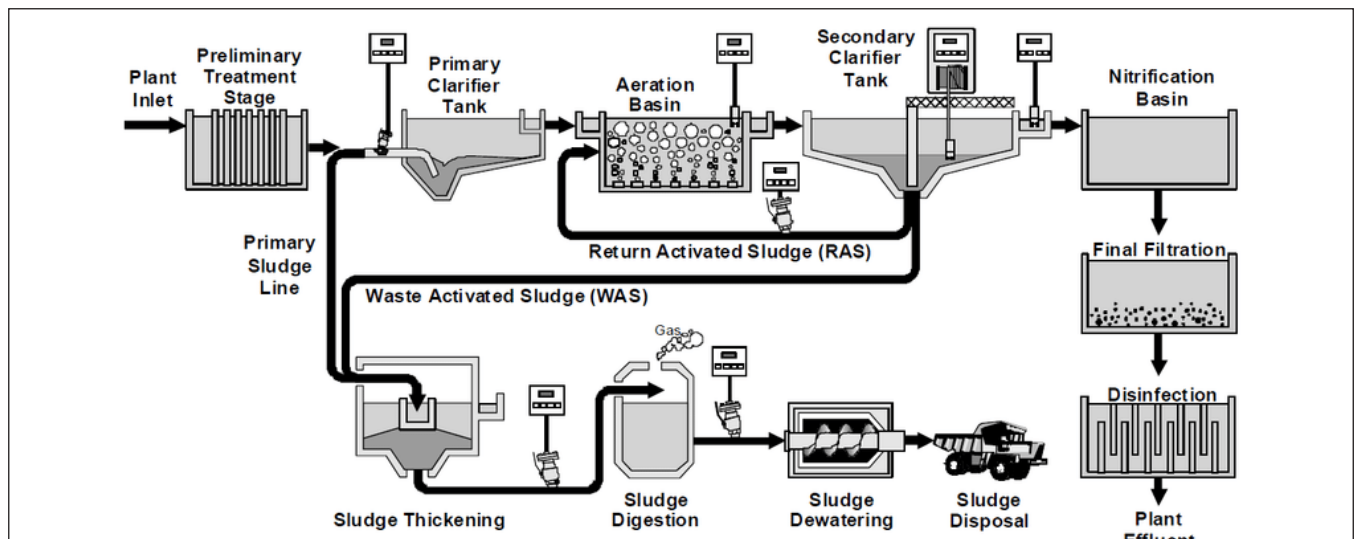 Plant
Inlet
Preliminary
Treatment
Stage
Primary
Clarifier
Tank
Aeration
Basin
Secondary
Clarifier
Tank
Nitrification
Basin
Primary
Sludge
Line
Return Activated Sludge (RAS)
Waste Activated Sludge (WAS)
Final Filtration
Gas
Disinfection
Sludge Thickening
Sludge
Digestion
Sludge
Dewatering
Sludge
Disposal
Plant
Effluent